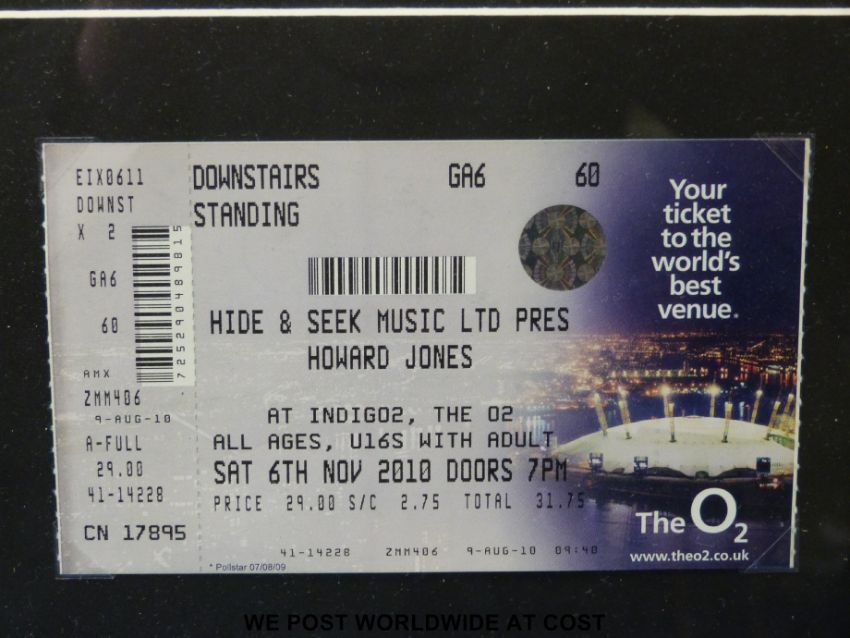 EIX0611
DOWNST
X 2
GA6
60
AMX
ZMM406
9-AUG-10
A-FULL
29.00
41-14228
CN 17895
DOWNSTAIRS GA6 60
STANDING
HIDE & SEEK MUSIC LTD PRES
HOWARD JONES
AT INDIGO2, THE O2
ALL AGES, U16S WITH ADULT
SAT 6TH NOV 2010 DOORS 7PM
PRICE 29.00 S/C 2.75 TOTAL 31.75
41-14228 ZMM406 9-AUG-10 09:40
* Pollstar 07/08/09
Your
ticket
to the
world's
best
venue.
The O2
www.theo2.co.uk
WE POST WORLDWIDE AT COST